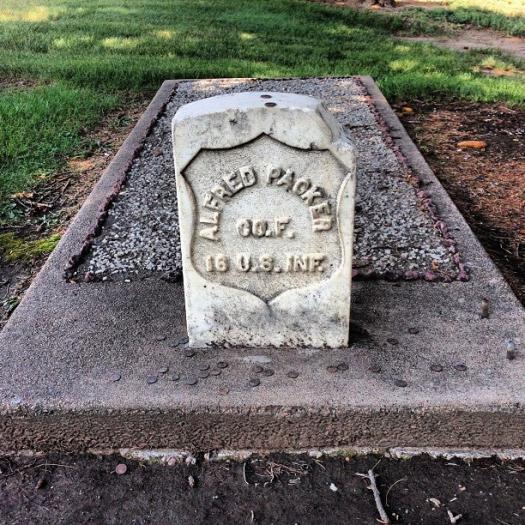 ALFRED PACKER
CO. F.
16 U.S. INF.